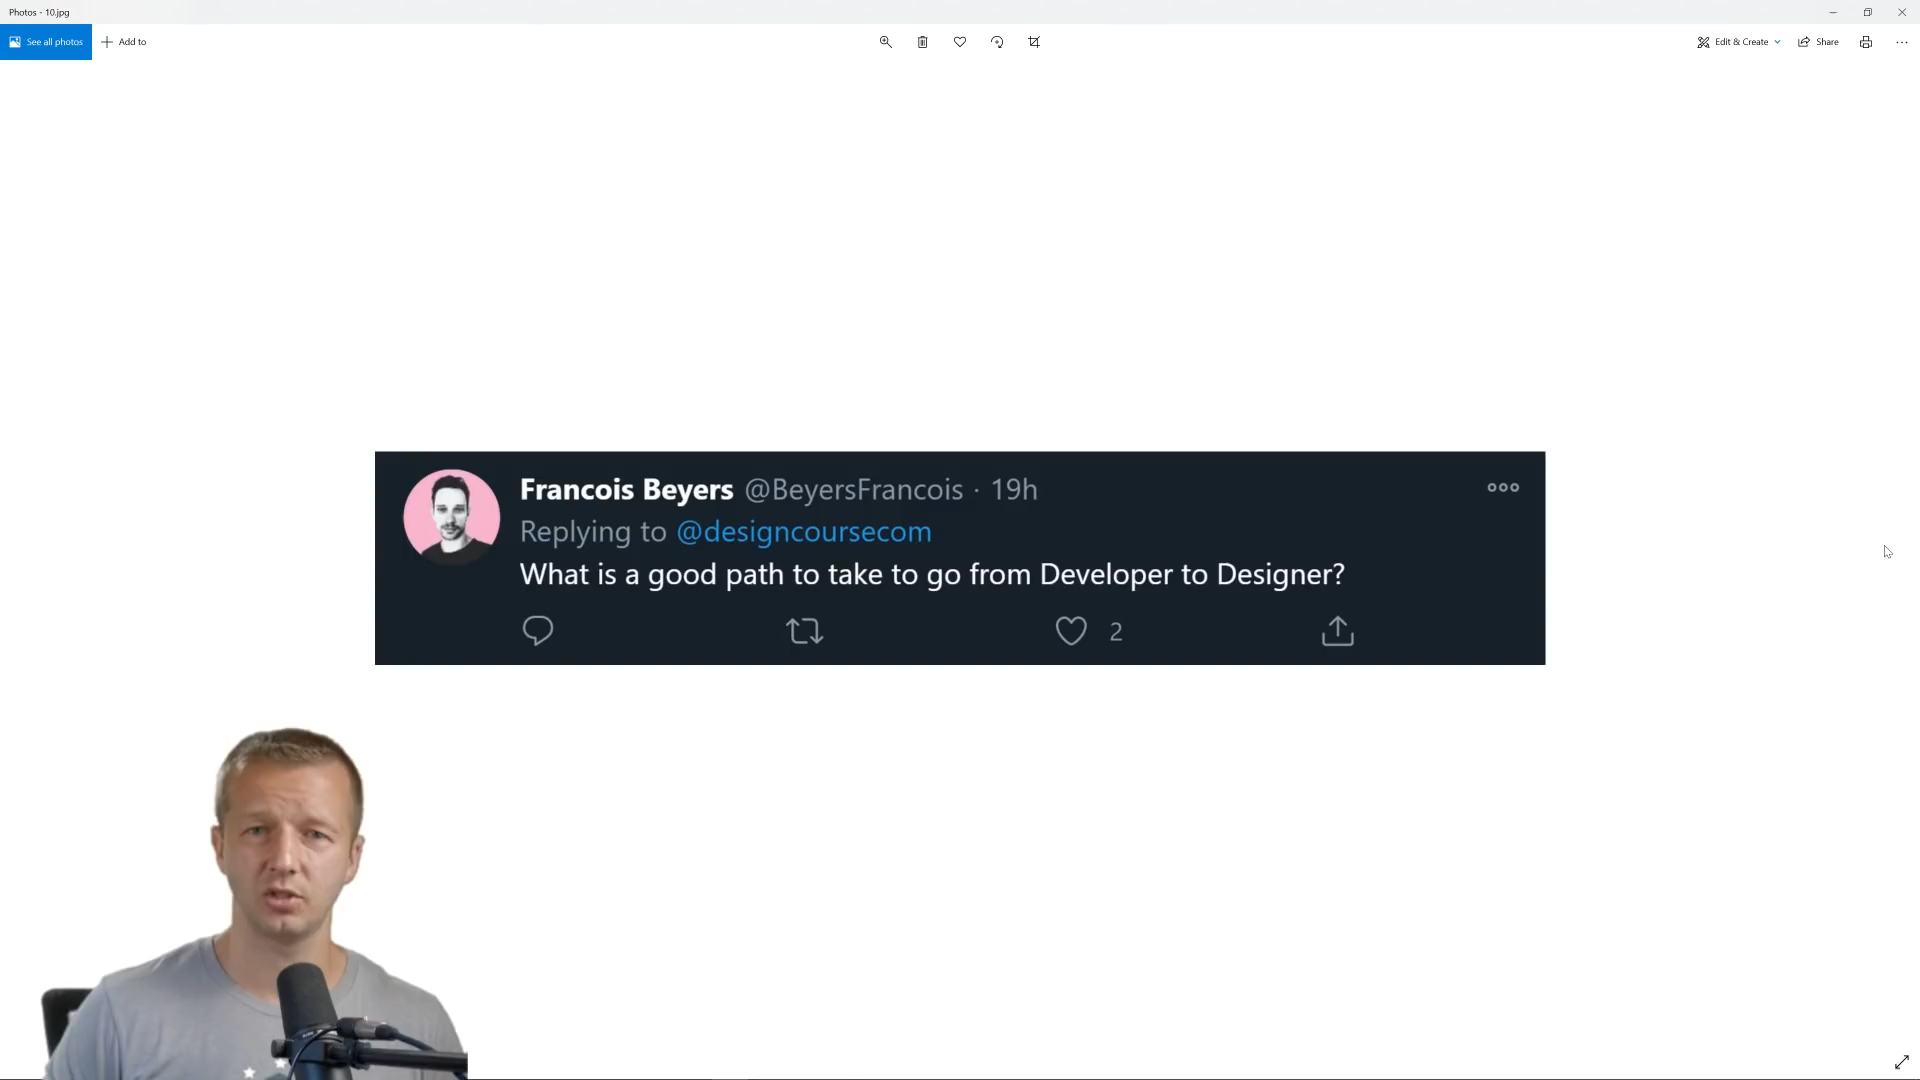 Photos - 10.jpg
See all photos
Add to
Edit & Create
Share
Francois Beyers @BeyersFrancois · 19h
Replying to @designcoursecom
What is a good path to take to go from Developer to Designer?
2